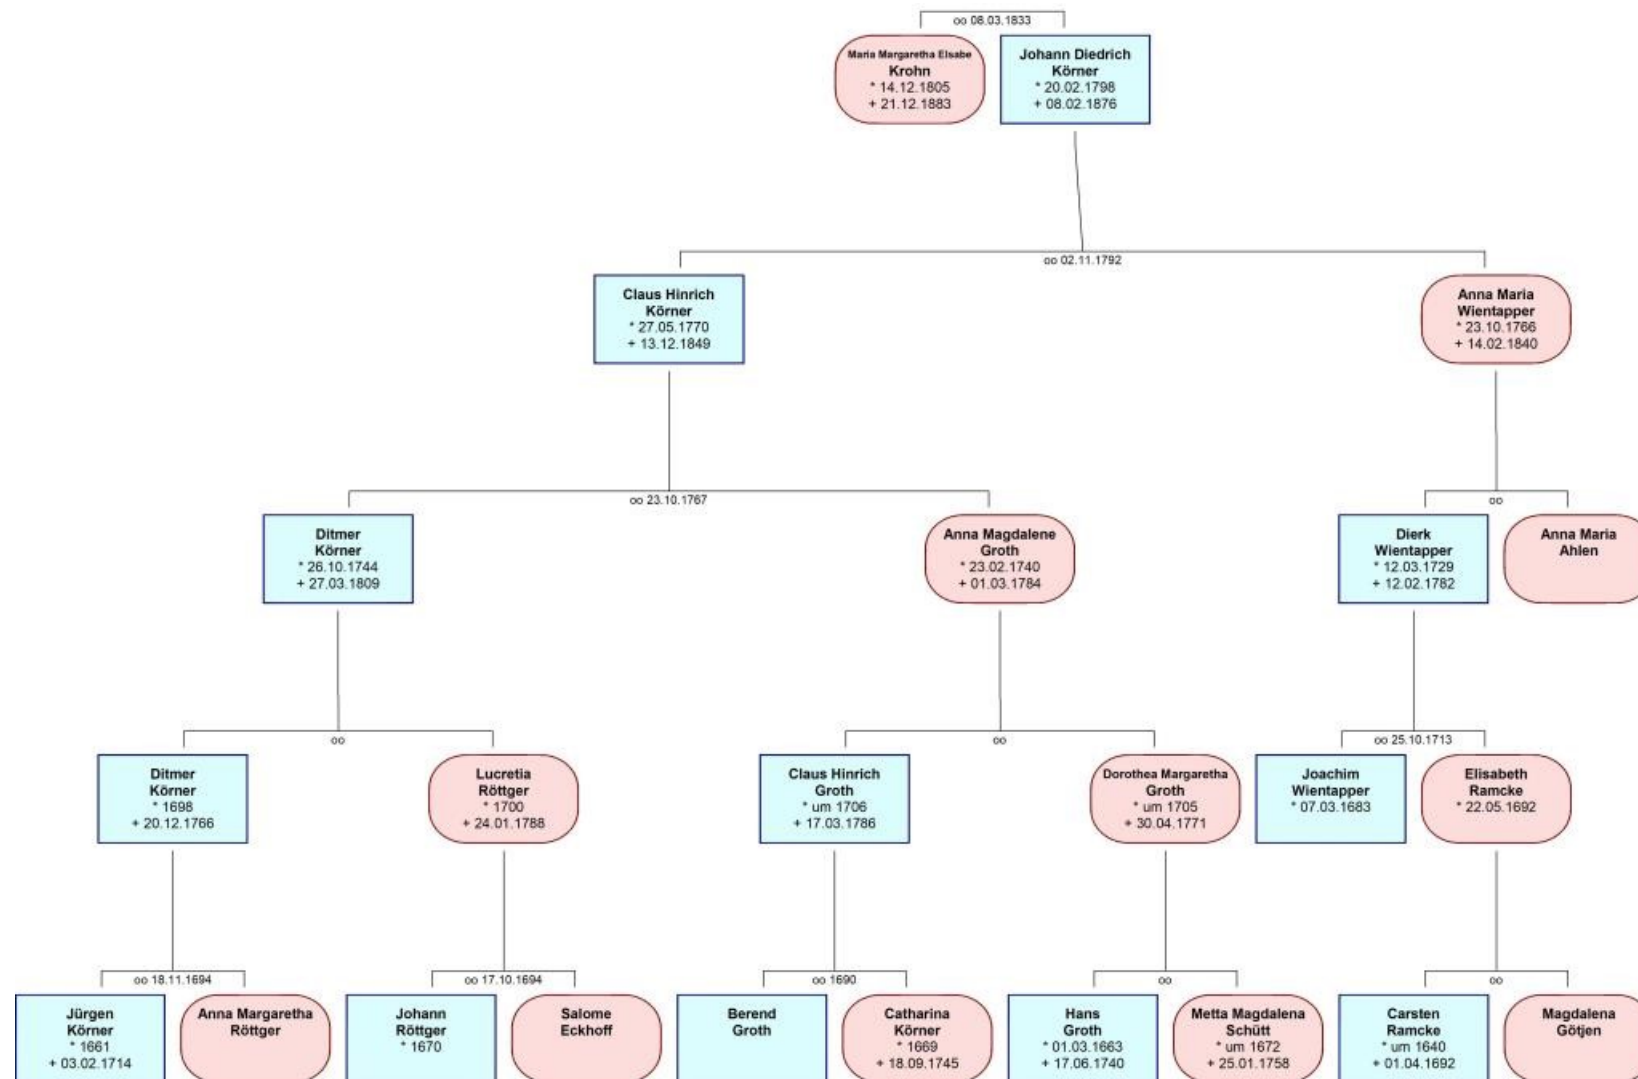 oo 08.03.1833
Maria Margaretha Elsabe
Krohn
* 14.12.1805
+ 21.12.1883
Johann Diedrich
Körner
* 20.02.1798
+ 08.02.1876
oo 02.11.1792
Claus Hinrich
Körner
* 27.05.1770
+ 13.12.1849
Anna Maria
Wientapper
* 23.10.1766
+ 14.02.1840
oo 23.10.1767
oo
Ditmer
Körner
* 26.10.1744
+ 27.03.1809
Anna Magdalene
Groth
* 23.02.1740
+ 01.03.1784
Dierk
Wientapper
* 12.03.1729
+ 12.02.1782
Anna Maria
Ahlen
oo
oo
oo 25.10.1713
Ditmer
Körner
* 1698
+ 20.12.1766
Lucretia
Röttger
* 1700
+ 24.01.1788
Claus Hinrich
Groth
* um 1706
+ 17.03.1786
Dorothea Margaretha
Groth
* um 1705
+ 30.04.1771
Joachim
Wientapper
* 07.03.1683
Elisabeth
Ramcke
* 22.05.1692
oo 18.11.1694
oo 17.10.1694
oo 1690
oo
oo
Jürgen
Körner
* 1661
+ 03.02.1714
Anna Margaretha
Röttger
Johann
Röttger
* 1670
Salome
Eckhoff
Berend
Groth
Catharina
Körner
* 1669
+ 18.09.1745
Hans
Groth
* 01.03.1663
+ 17.06.1740
Metta Magdalena
Schütt
* um 1672
+ 25.01.1758
Carsten
Ramcke
* um 1640
+ 01.04.1692
Magdalena
Götjen